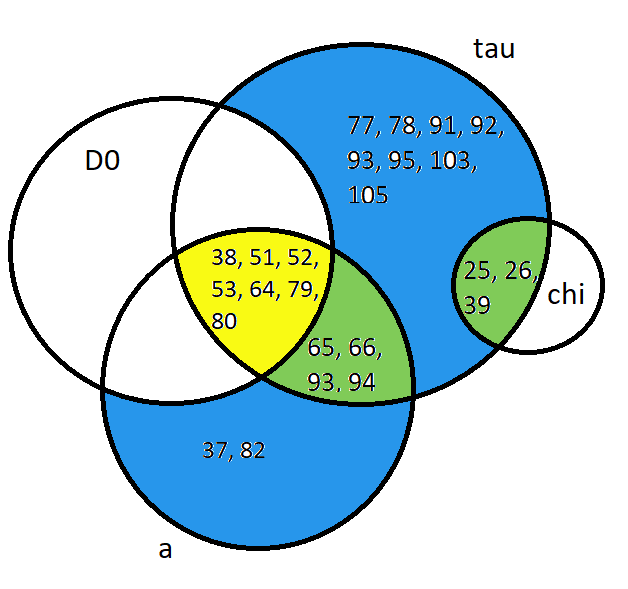 tau
77, 78, 91, 92,
93, 95, 103,
105
D0
38, 51, 52,
53, 64, 79,
80
25, 26,
39
chi
65, 66,
93. 94
37, 82
a